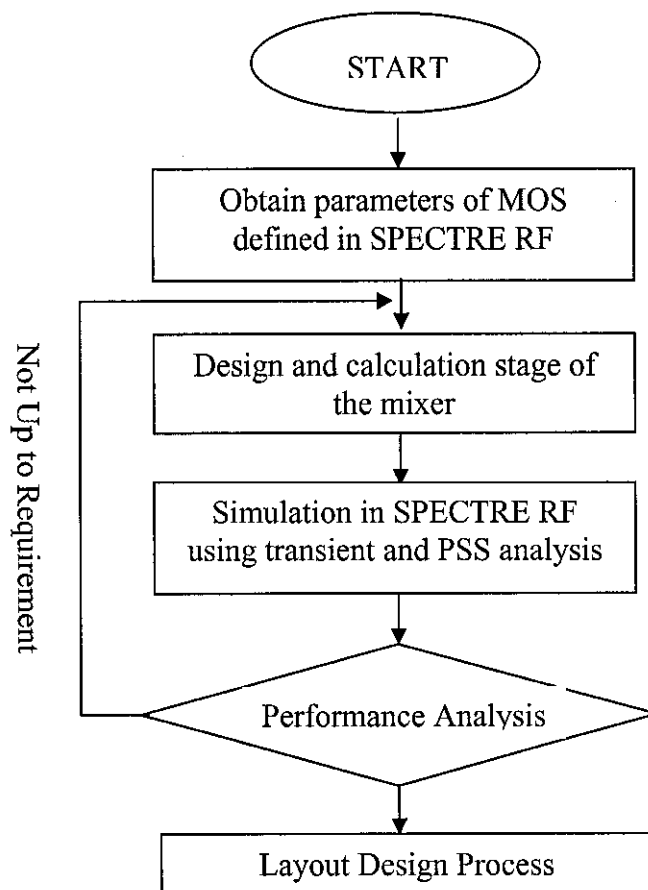 START
Obtain parameters of MOS
defined in SPECTRE RF
Design and calculation stage of
the mixer
Simulation in SPECTRE RF
using transient and PSS analysis
Not Up to Requirement
Performance Analysis
Layout Design Process